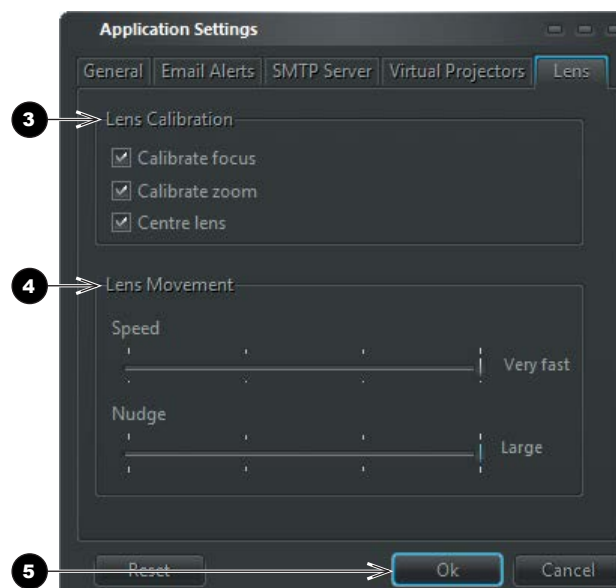 Application Settings
General Email Alerts SMTP Server Virtual Projectors Lens
3 Lens Calibration
Calibrate focus
Calibrate zoom
Centre lens
4 Lens Movement
Speed
Very fast
Nudge
Large
5 Reset Ok Cancel